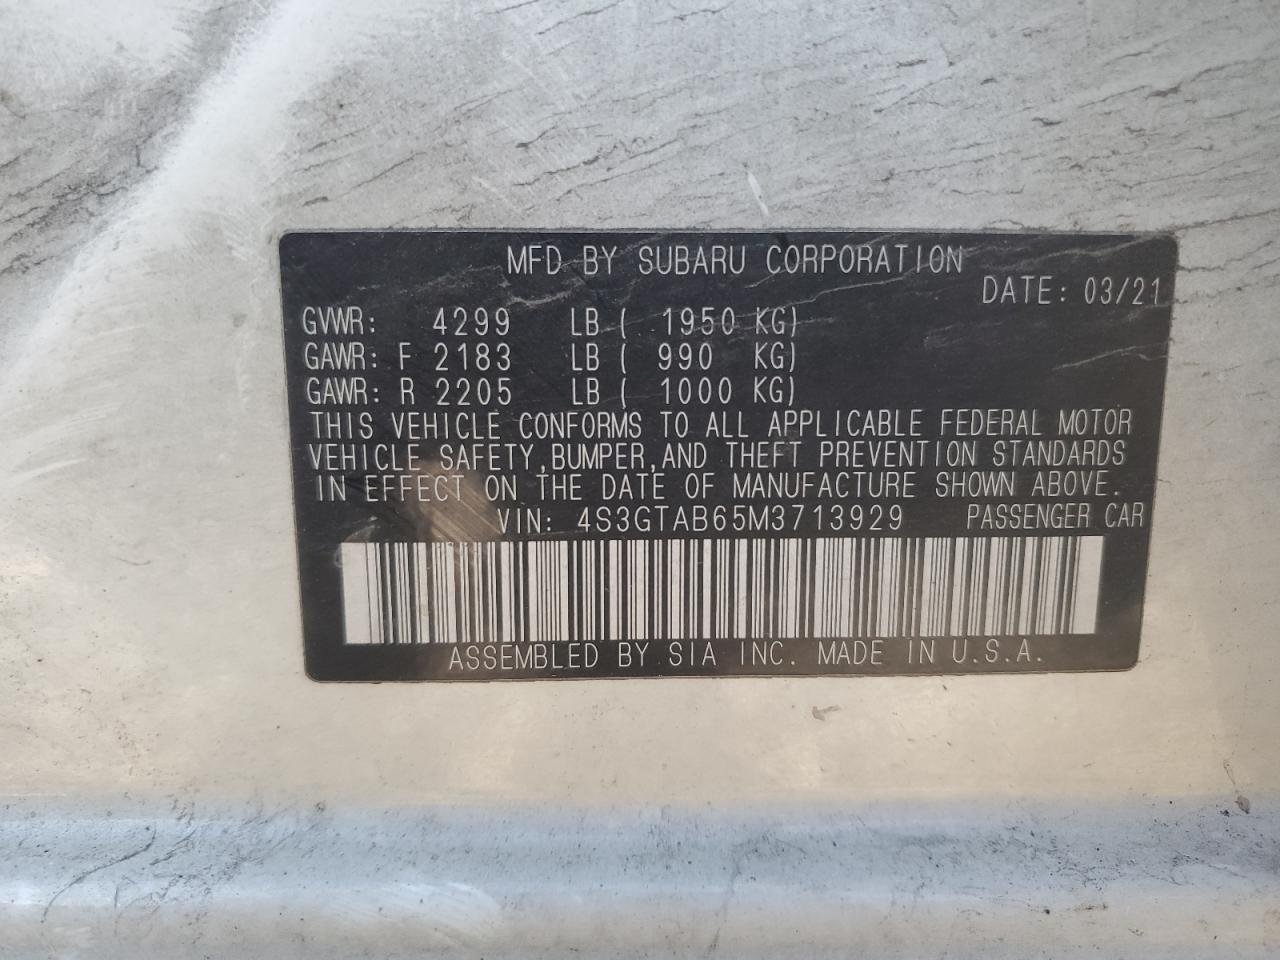 MFD BY SUBARU CORPORATION
DATE: 03/21
GVWR: 4299 LB ( 1950 KG)
GAWR: F 2183 LB ( 990 KG)
GAWR: R 2205 LB ( 1000 KG)
THIS VEHICLE CONFORMS TO ALL APPLICABLE FEDERAL MOTOR
VEHICLE SAFETY,BUMPER,AND THEFT PREVENTION STANDARDS
IN EFFECT ON THE DATE OF MANUFACTURE SHOWN ABOVE.
VIN: 4S3GTAB65M3713929 PASSENGER CAR
ASSEMBLED BY SIA INC. MADE IN U.S.A.